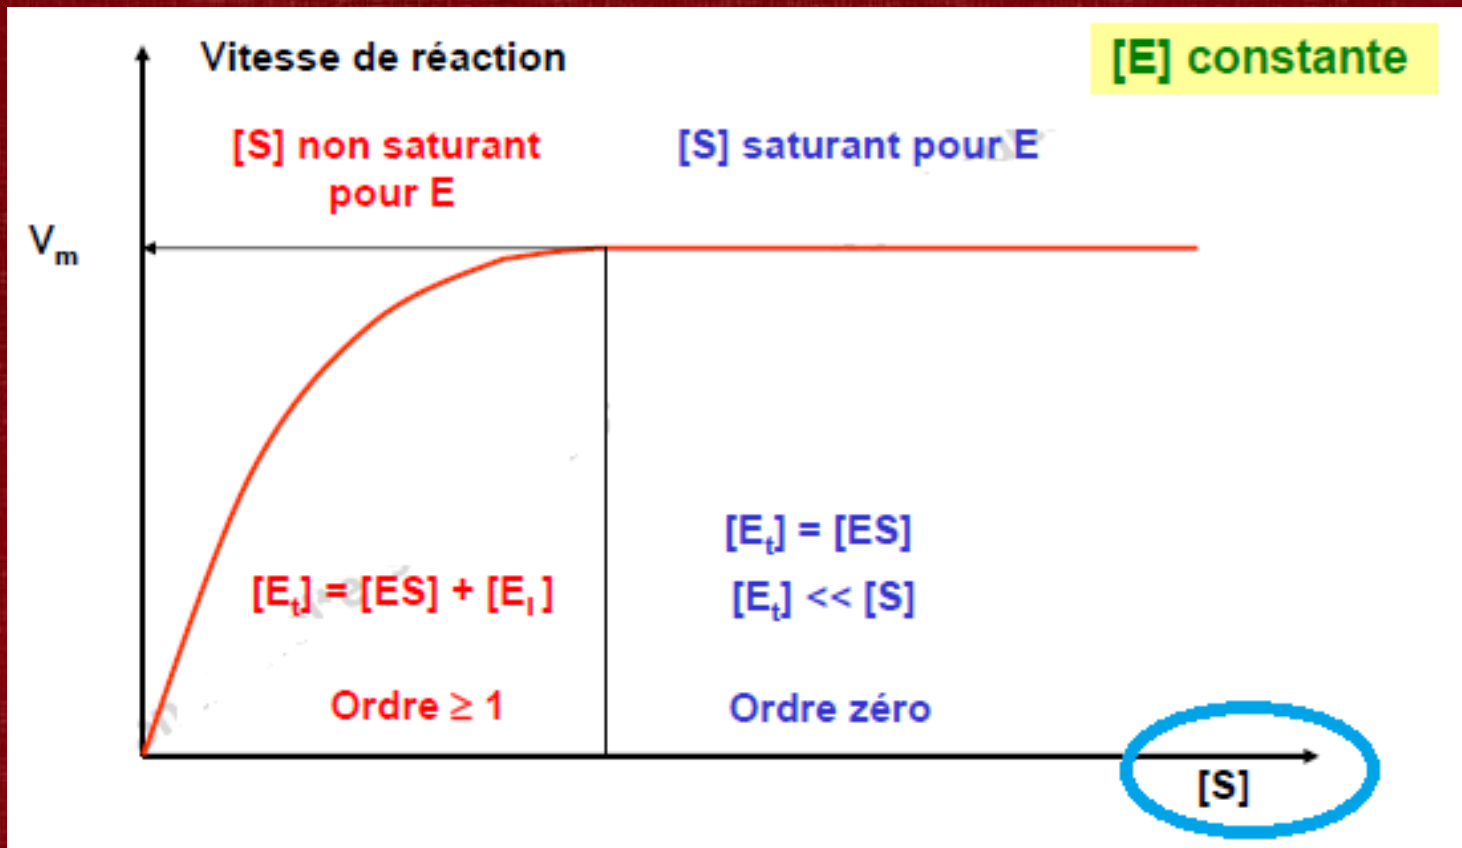 Vitesse de réaction
[E] constante
[S] non saturant
pour E
[S] saturant pour E
Vm
[Et] = [ES] + [El]
[Et] = [ES]
[Et] << [S]
Ordre ≥ 1
Ordre zéro
[S]